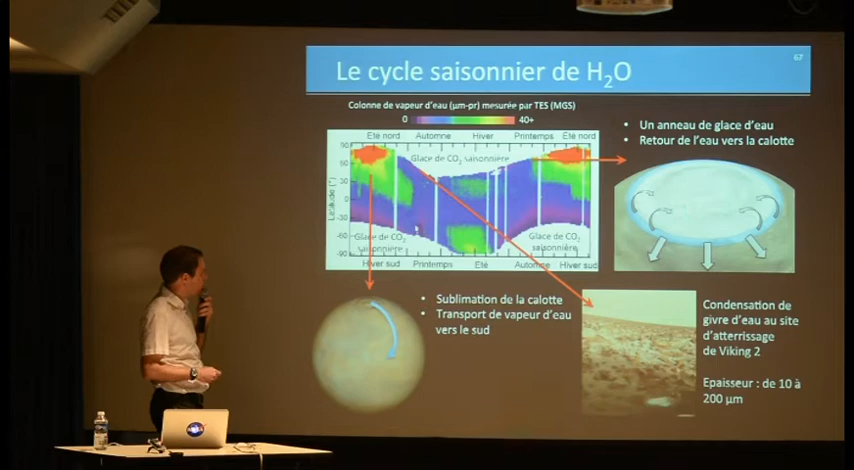 67
Le cycle saisonnier de H₂O
Colonne de vapeur d'eau (µm-pr) mesurée par TES (MGS)
0 40+
Eté nord Automne Hiver Printemps Eté nord
90
60
30
0
-30
-60
-90
Latitude (°)
Glace de CO₂ saisonnière
Glace de CO₂
saisonnière
Glace de CO₂
saisonnière
Hiver sud Printemps Eté Automne Hiver sud
• Un anneau de glace d'eau
• Retour de l'eau vers la calotte
• Sublimation de la calotte
• Transport de vapeur d'eau
vers le sud
Condensation de
givre d'eau au site
d'atterrissage
de Viking 2
Epaisseur : de 10 à
200 µm